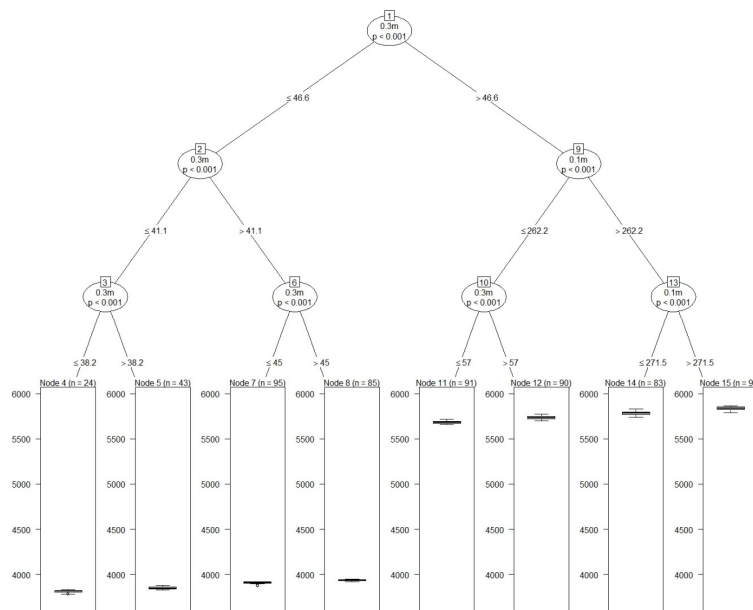 1
0.3m
p < 0.001
≤ 46.6
> 46.6
2
0.3m
p < 0.001
9
0.1m
p < 0.001
≤ 41.1
> 41.1
≤ 262.2
> 262.2
3
0.3m
p < 0.001
6
0.3m
p < 0.001
10
0.3m
p < 0.001
13
0.1m
p < 0.001
≤ 38.2
> 38.2
≤ 45
> 45
≤ 57
> 57
≤ 271.5
> 271.5
Node 4 (n = 24)
6000
5500
5000
4500
4000
Node 5 (n = 43)
6000
5500
5000
4500
4000
Node 7 (n = 95)
6000
5500
5000
4500
4000
Node 8 (n = 85)
6000
5500
5000
4500
4000
Node 11 (n = 91)
6000
5500
5000
4500
4000
Node 12 (n = 90)
6000
5500
5000
4500
4000
Node 14 (n = 83)
6000
5500
5000
4500
4000
Node 15 (n = 9
6000
5500
5000
4500
4000